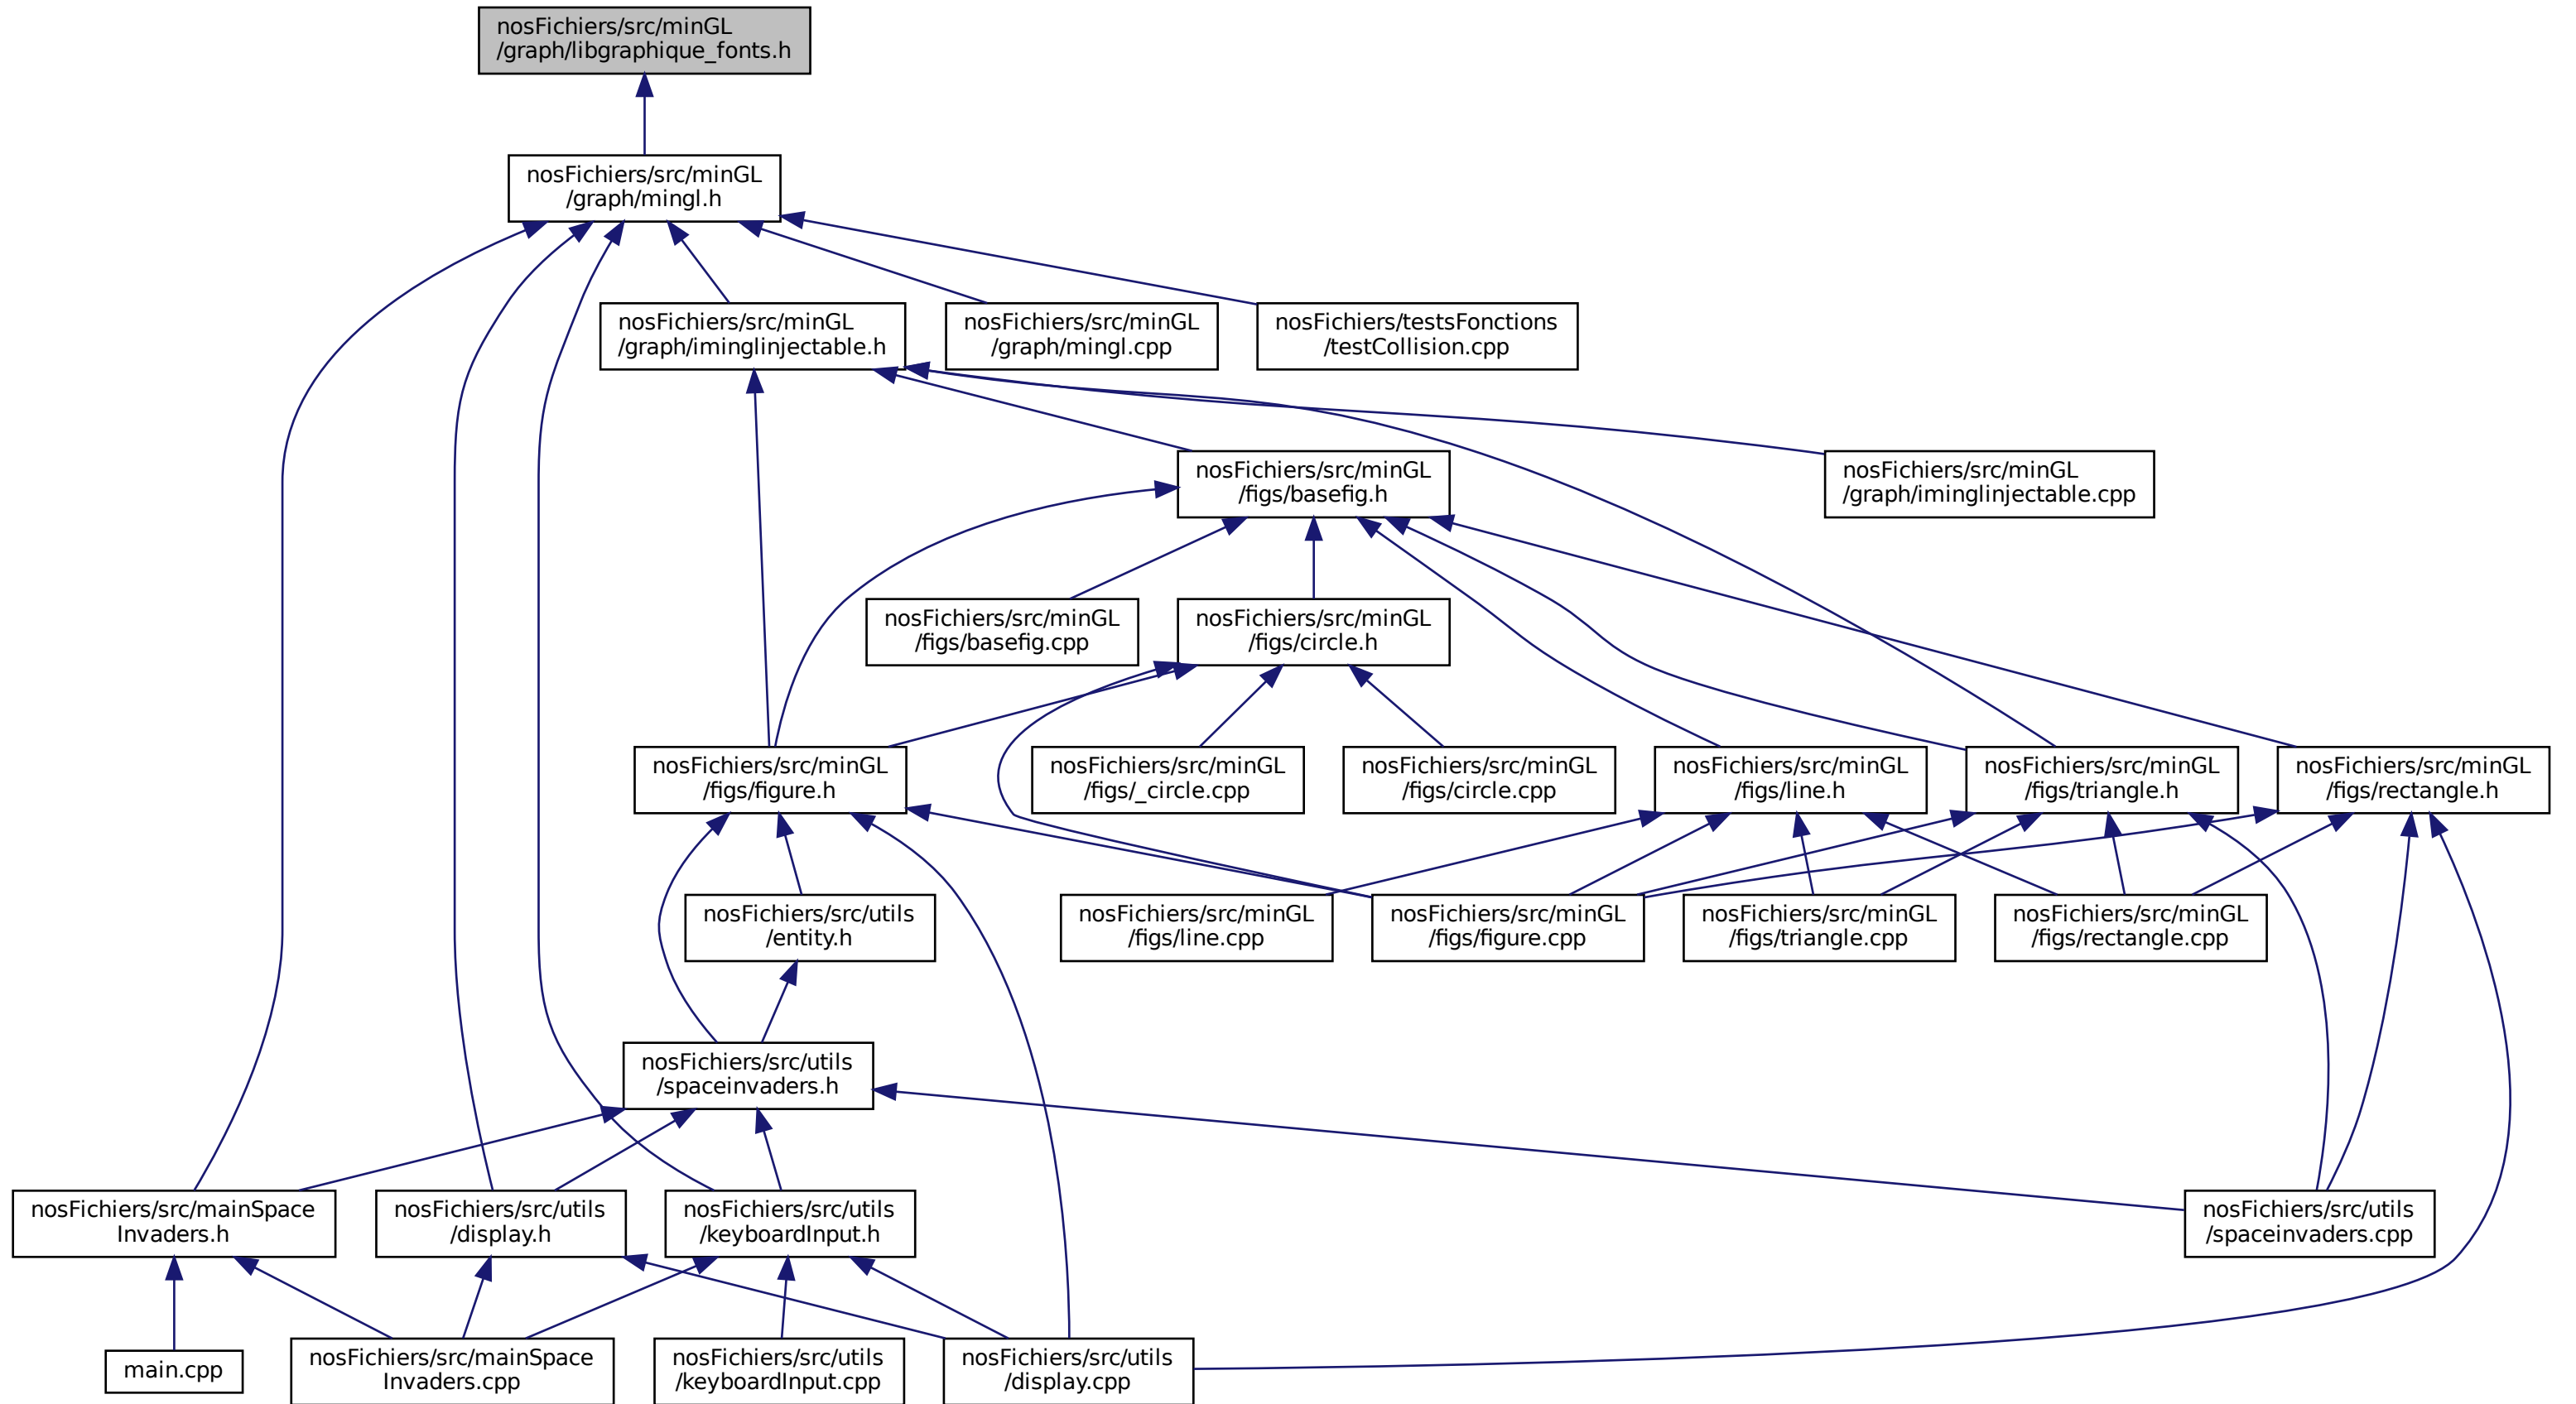 nosFichiers/src/minGL
/graph/libgraphique_fonts.h
nosFichiers/src/minGL
/graph/mingl.h
nosFichiers/src/minGL
/graph/iminglinjectable.h
nosFichiers/src/minGL
/graph/mingl.cpp
nosFichiers/testsFonctions
/testCollision.cpp
nosFichiers/src/minGL
/figs/basefig.h
nosFichiers/src/minGL
/graph/iminglinjectable.cpp
nosFichiers/src/minGL
/figs/basefig.cpp
nosFichiers/src/minGL
/figs/circle.h
nosFichiers/src/minGL
/figs/figure.h
nosFichiers/src/minGL
/figs/_circle.cpp
nosFichiers/src/minGL
/figs/circle.cpp
nosFichiers/src/minGL
/figs/line.h
nosFichiers/src/minGL
/figs/triangle.h
nosFichiers/src/minGL
/figs/rectangle.h
nosFichiers/src/utils
/entity.h
nosFichiers/src/minGL
/figs/line.cpp
nosFichiers/src/minGL
/figs/figure.cpp
nosFichiers/src/minGL
/figs/triangle.cpp
nosFichiers/src/minGL
/figs/rectangle.cpp
nosFichiers/src/utils
/spaceinvaders.h
nosFichiers/src/mainSpace
Invaders.h
nosFichiers/src/utils
/display.h
nosFichiers/src/utils
/keyboardInput.h
nosFichiers/src/utils
/spaceinvaders.cpp
main.cpp
nosFichiers/src/mainSpace
Invaders.cpp
nosFichiers/src/utils
/keyboardInput.cpp
nosFichiers/src/utils
/display.cpp